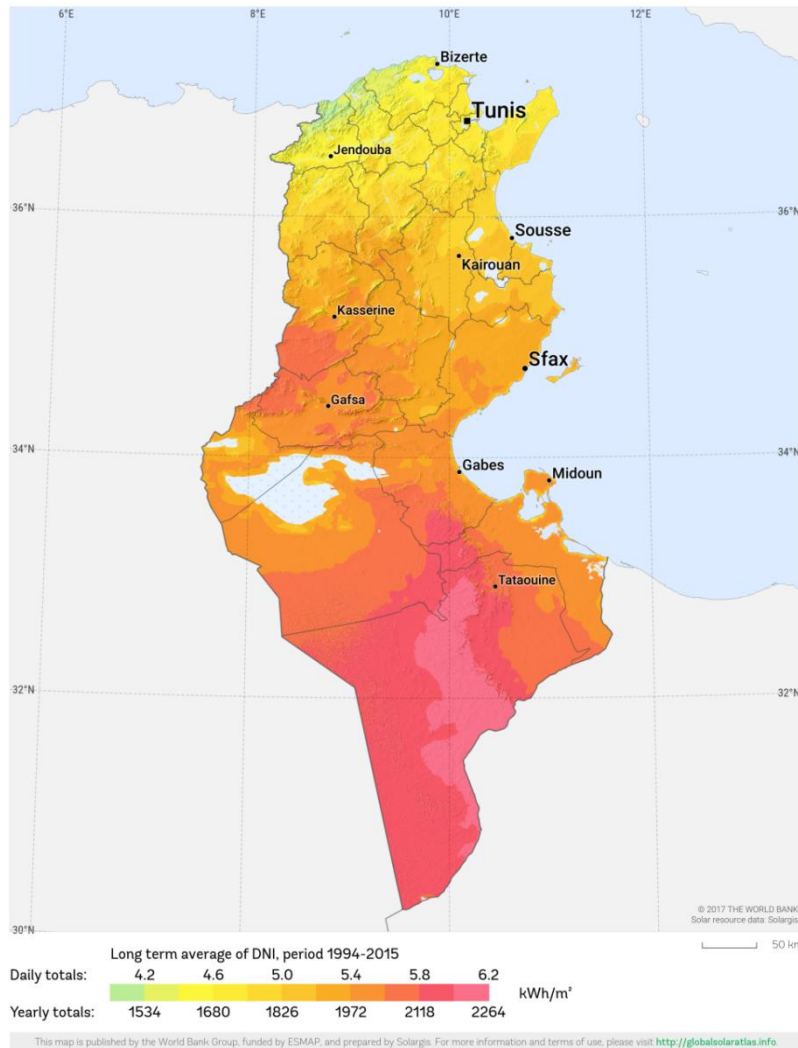 6°E 8°E 10°E 12°E
Bizerte
Tunis
Jendouba
36°N 36°N
Sousse
Kairouan
Kasserine
Sfax
Gafsa
34°N 34°N
Gabes Midoun
Tataouine
32°N 32°N
© 2017 THE WORLD BANK
Solar resource data: Solargis
30°N
50 km
Long term average of DNI, period 1994-2015
Daily totals: 4.2 4.6 5.0 5.4 5.8 6.2
kWh/m²
Yearly totals: 1534 1680 1826 1972 2118 2264
This map is published by the World Bank Group, funded by ESMAP, and prepared by Solargis. For more information and terms of use, please visit http://globalsolaratlas.info.